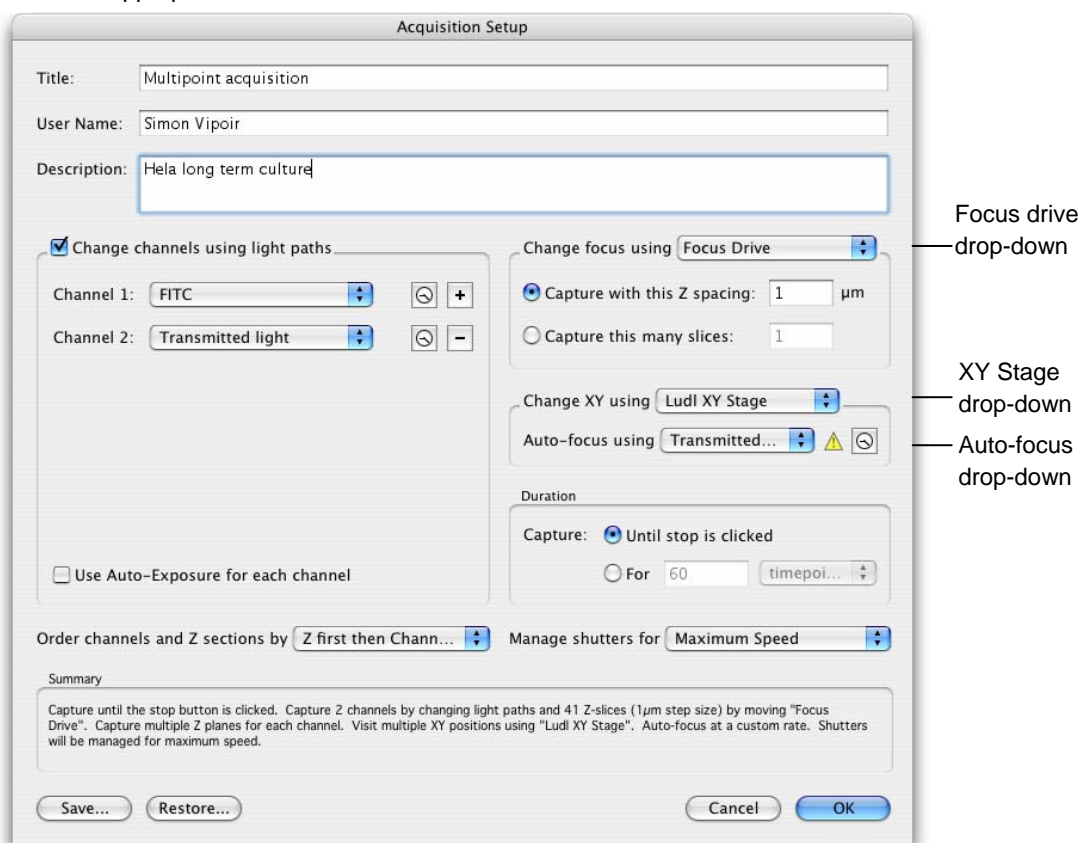 Acquisition Setup
Title: Multipoint acquisition
User Name: Simon Vipoir
Description: Hela long term culture
Change channels using light paths
Channel 1: FITC
Channel 2: Transmitted light
Use Auto-Exposure for each channel
Change focus using Focus Drive
Capture with this Z spacing: 1 µm
Capture this many slices: 1
Change XY using Ludl XY Stage
Auto-focus using Transmitted...
Duration
Capture: Until stop is clicked
For 60 timepoi...
Focus drive
drop-down
XY Stage
drop-down
Auto-focus
drop-down
Order channels and Z sections by Z first then Chann... Manage shutters for Maximum Speed
Summary
Capture until the stop button is clicked. Capture 2 channels by changing light paths and 41 Z-slices (1µm step size) by moving "Focus
Drive". Capture multiple Z planes for each channel. Visit multiple XY positions using "Ludl XY Stage". Auto-focus at a custom rate. Shutters
will be managed for maximum speed.
Save... Restore... Cancel OK